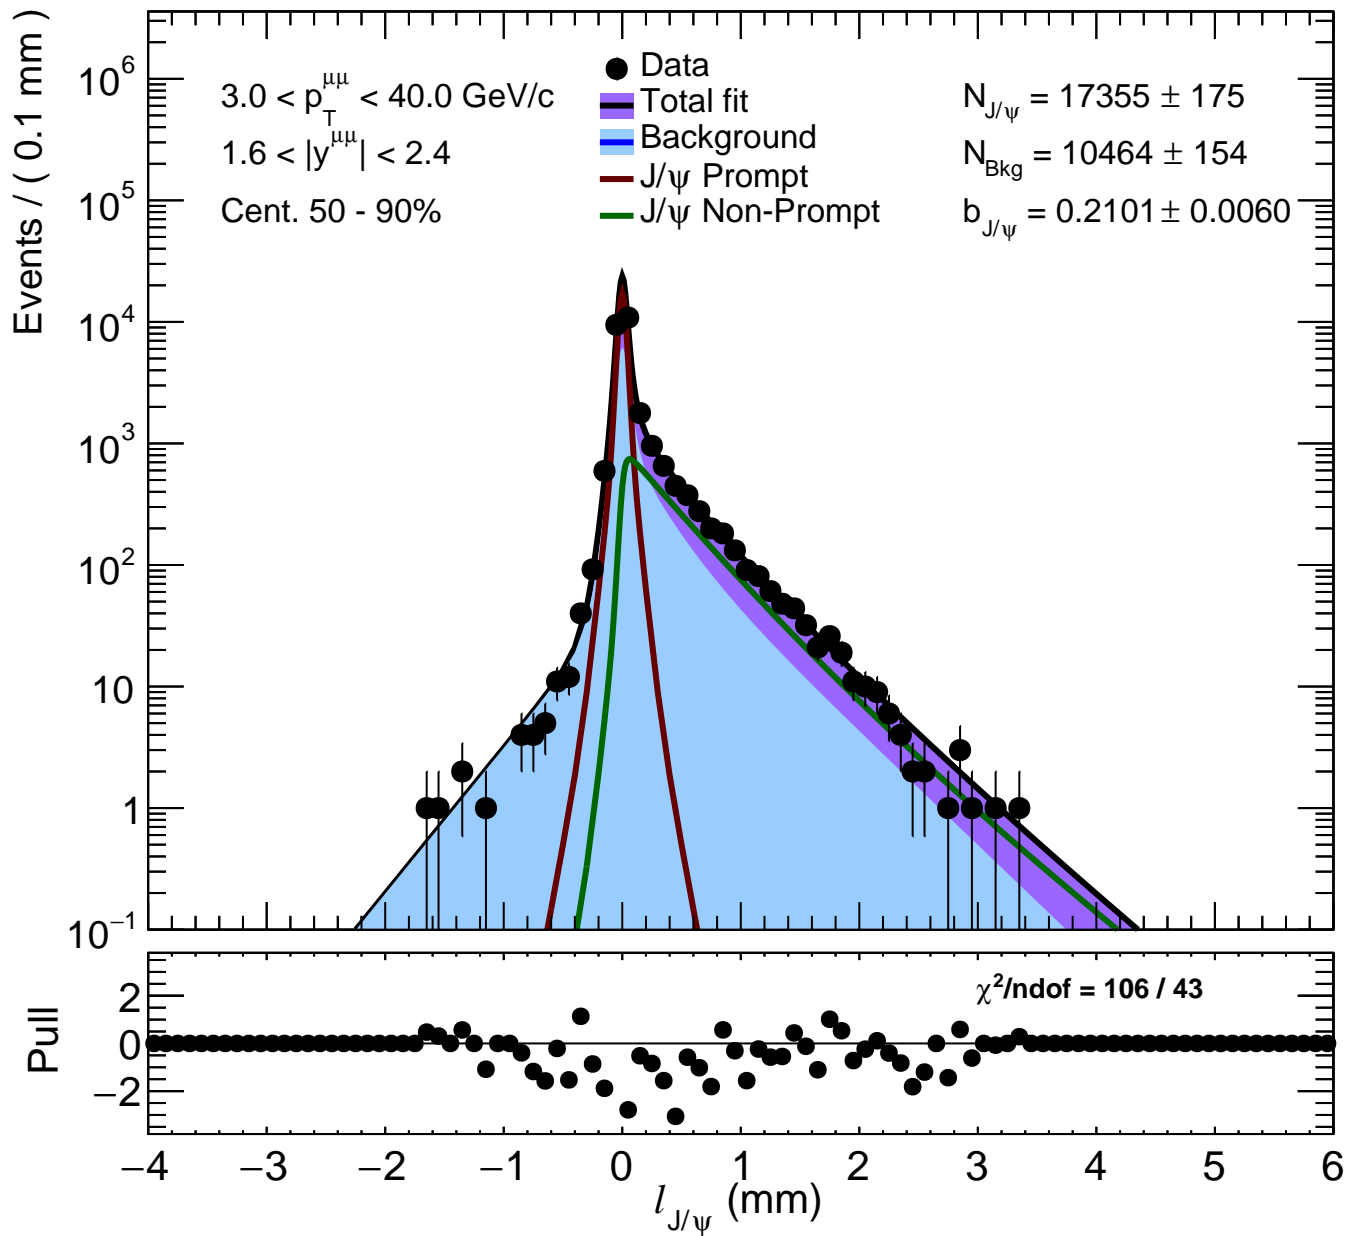 Events / ( 0.1 mm )
10^6
10^5
10^4
10^3
10^2
10
1
10^−1
3.0 < p_T^μμ < 40.0 GeV/c
1.6 < |y^μμ| < 2.4
Cent. 50 - 90%
Data
Total fit
Background
J/ψ Prompt
J/ψ Non-Prompt
N_J/ψ = 17355 ± 175
N_Bkg = 10464 ± 154
b_J/ψ = 0.2101 ± 0.0060
Pull
2
0
−2
χ²/ndof = 106 / 43
−4 −3 −2 −1 0 1 2 3 4 5 6
l_J/ψ (mm)